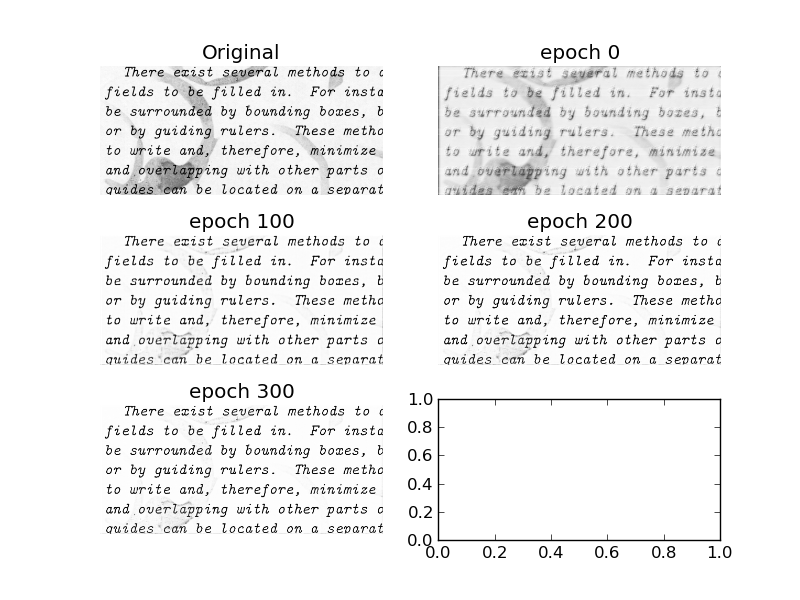 Original
There exist several methods to
fields to be filled in. For insta
be surrounded by bounding boxes, b
or by guiding rulers. These metho
to write and, therefore, minimize
and overlapping with other parts o
guides can be located on a separat
epoch 0
There exist several methods to
fields to be filled in. For insta
be surrounded by bounding boxes, b
or by guiding rulers. These metho
to write and, therefore, minimize
and overlapping with other parts o
guides can be located on a separat
epoch 100
There exist several methods to
fields to be filled in. For insta
be surrounded by bounding boxes, b
or by guiding rulers. These metho
to write and, therefore, minimize
and overlapping with other parts o
guides can be located on a separat
epoch 200
There exist several methods to
fields to be filled in. For insta
be surrounded by bounding boxes, b
or by guiding rulers. These metho
to write and, therefore, minimize
and overlapping with other parts o
guides can be located on a separat
epoch 300
There exist several methods to
fields to be filled in. For insta
be surrounded by bounding boxes, b
or by guiding rulers. These metho
to write and, therefore, minimize
and overlapping with other parts o
guides can be located on a separat
1.0
0.8
0.6
0.4
0.2
0.0
0.0 0.2 0.4 0.6 0.8 1.0